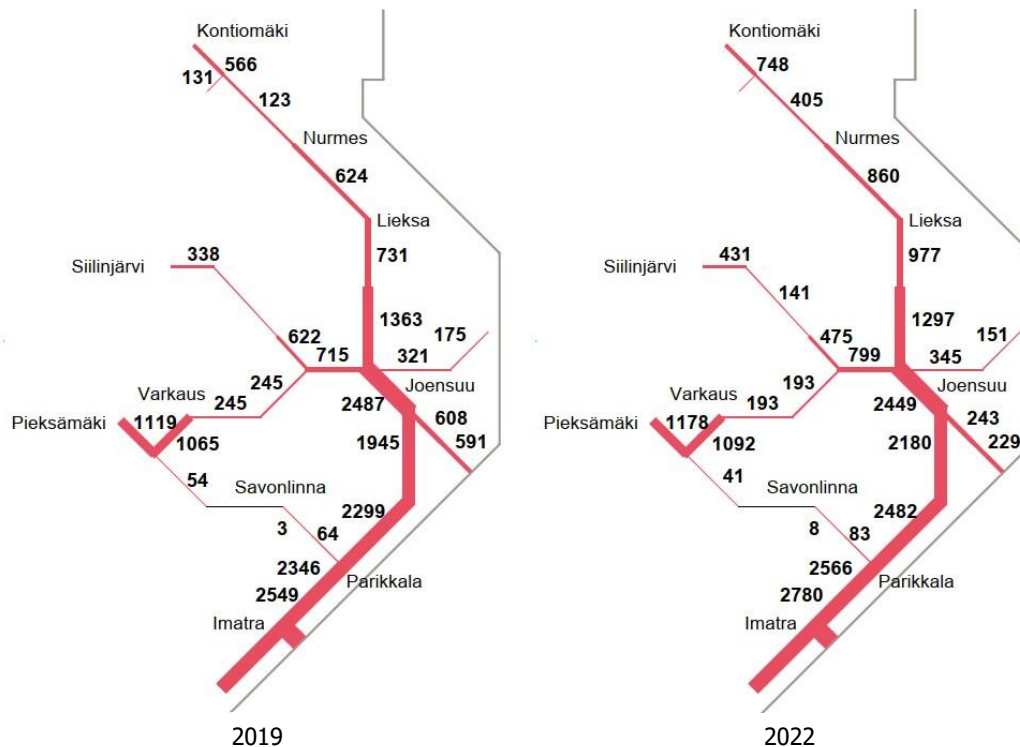 Kontiomäki
566
131
123
Nurmes
624
Lieksa
731
338
Siilinjärvi
1363
175
622
715
321
Joensuu
245
Varkaus
245
2487
608
Pieksämäki
1119
1065
1945
591
54
Savonlinna
2299
3
64
2346
Parikkala
2549
Imatra
2019
Kontiomäki
748
405
Nurmes
860
Lieksa
977
431
Siilinjärvi
141
1297
151
475
799
345
Joensuu
193
Varkaus
193
2449
243
Pieksämäki
1178
1092
2180
229
41
Savonlinna
2482
8
83
2566
Parikkala
2780
Imatra
2022